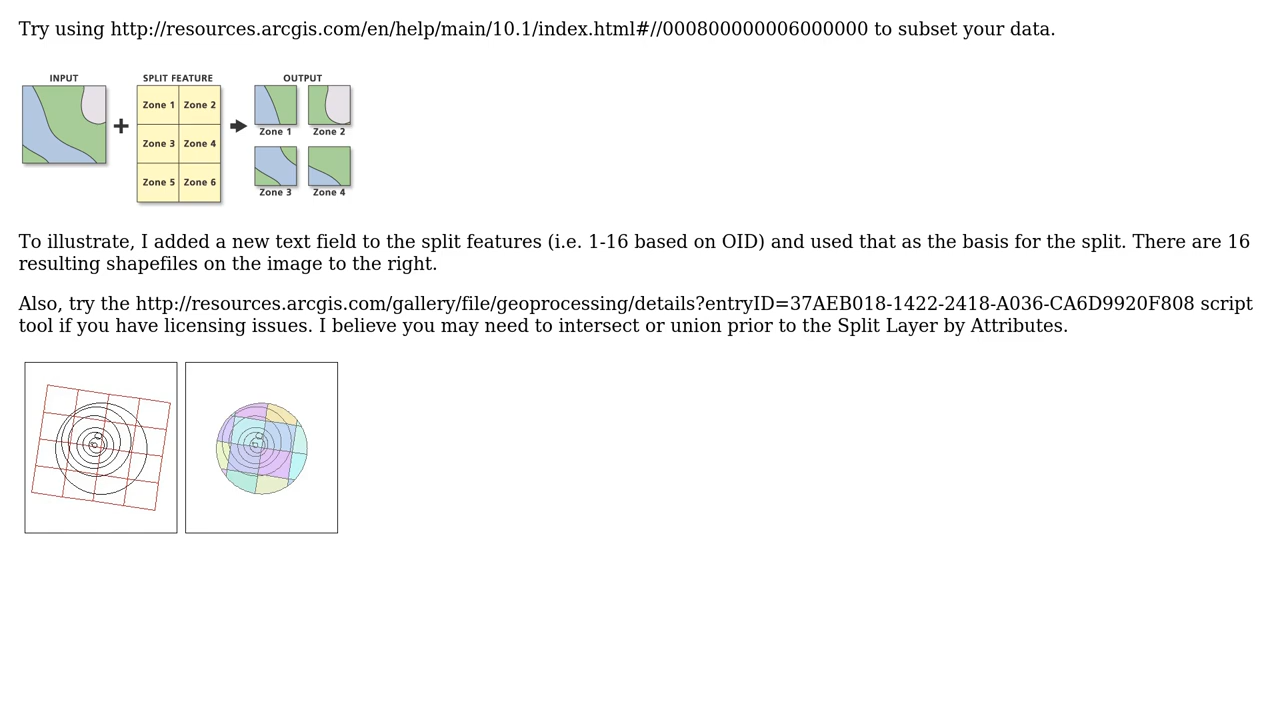 Try using http://resources.arcgis.com/en/help/main/10.1/index.html#//000800000006000000 to subset your data.
INPUT SPLIT FEATURE OUTPUT
Zone 1 Zone 2
Zone 3 Zone 4
Zone 5 Zone 6
Zone 1 Zone 2
Zone 3 Zone 4
To illustrate, I added a new text field to the split features (i.e. 1-16 based on OID) and used that as the basis for the split. There are 16
resulting shapefiles on the image to the right.
Also, try the http://resources.arcgis.com/gallery/file/geoprocessing/details?entryID=37AEB018-1422-2418-A036-CA6D9920F808 script
tool if you have licensing issues. I believe you may need to intersect or union prior to the Split Layer by Attributes.